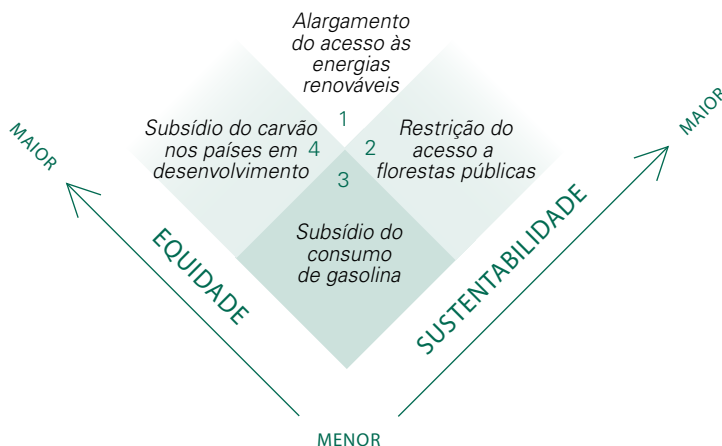 Alargamento
do acesso às
energias
renováveis
1
MAIOR
Subsídio do carvão
nos países em
desenvolvimento
4
2
Restrição do
acesso a
florestas públicas
MAIOR
3
Subsídio do
consumo
de gasolina
EQUIDADE
SUSTENTABILIDADE
MENOR